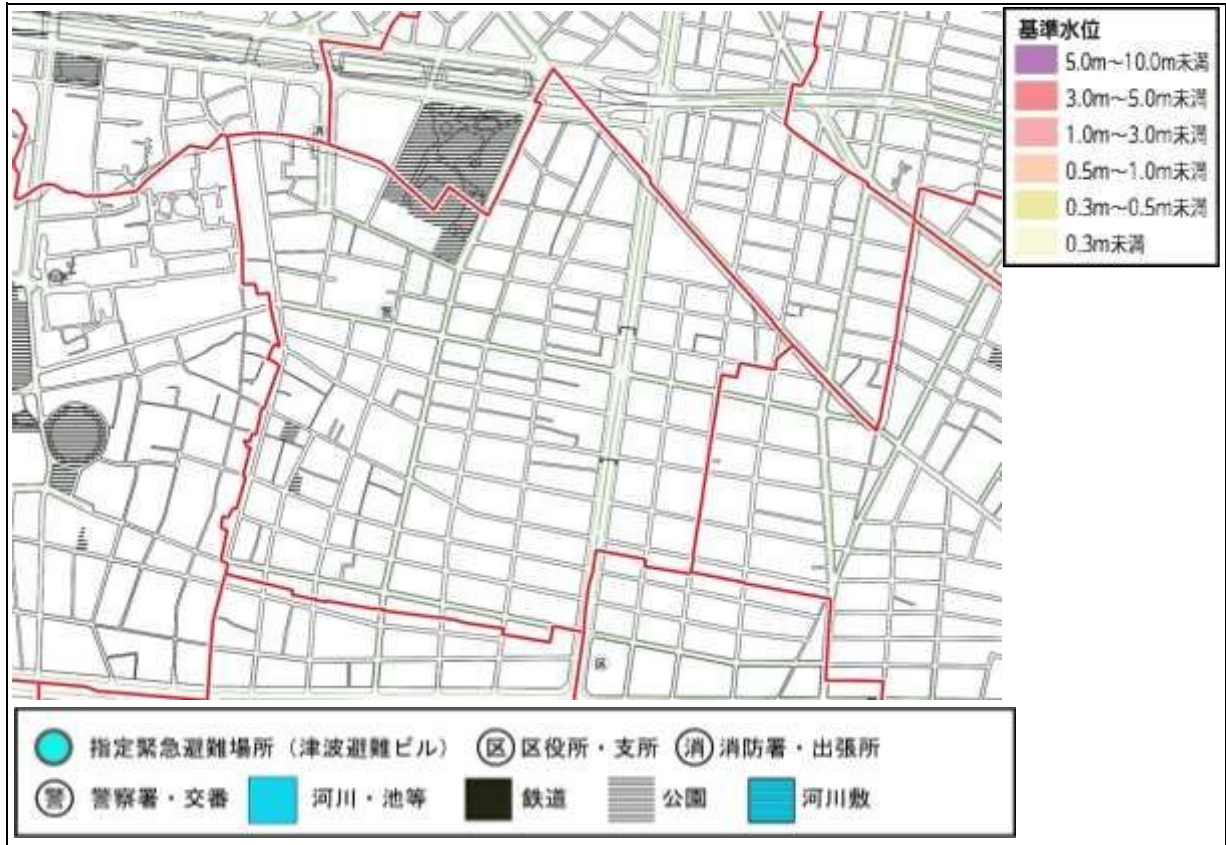 基準水位
5.0m～10.0m未満
3.0m～5.0m未満
1.0m～3.0m未満
0.5m～1.0m未満
0.3m～0.5m未満
0.3m未満
消
警
区
指定緊急避難場所（津波避難ビル）
区 区役所・支所
消 消防署・出張所
警 警察署・交番
河川・池等
鉄道
公園
河川敷